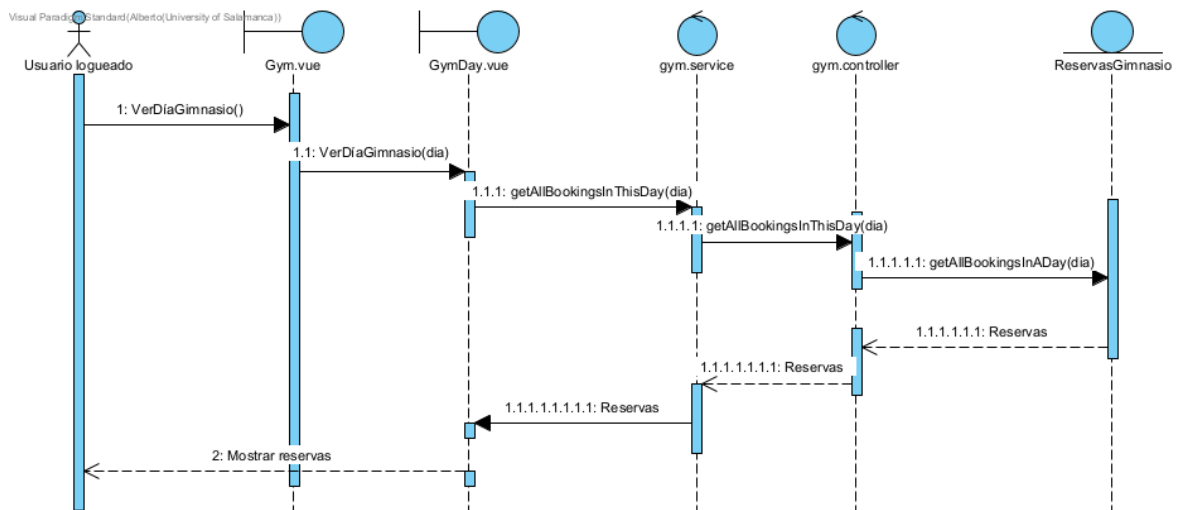 Visual Paradigm Standard(Alberto(University of Salamanca))
Usuario logueado
Gym.vue
GymDay.vue
gym.service
gym.controller
ReservasGimnasio
1: VerDíaGimnasio()
1.1: VerDíaGimnasio(dia)
1.1.1: getAllBookingsInThisDay(dia)
1.1.1.1: getAllBookingsInThisDay(dia)
1.1.1.1.1: getAllBookingsInADay(dia)
1.1.1.1.1.1: Reservas
1.1.1.1.1.1.1: Reservas
1.1.1.1.1.1.1.1: Reservas
2: Mostrar reservas